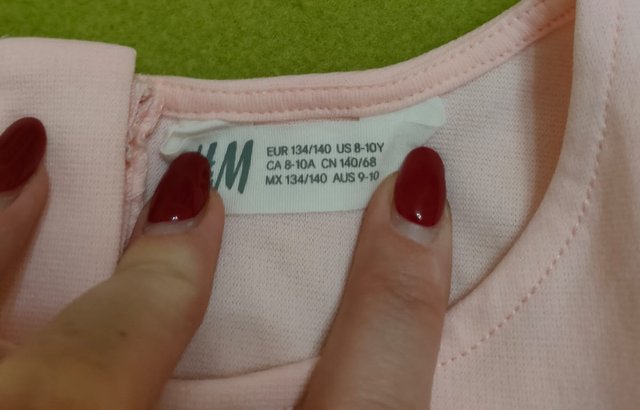 H&M
EUR 134/140 US 8-10Y
CA 8-10A CN 140/68
MX 134/140 AUS 9-10